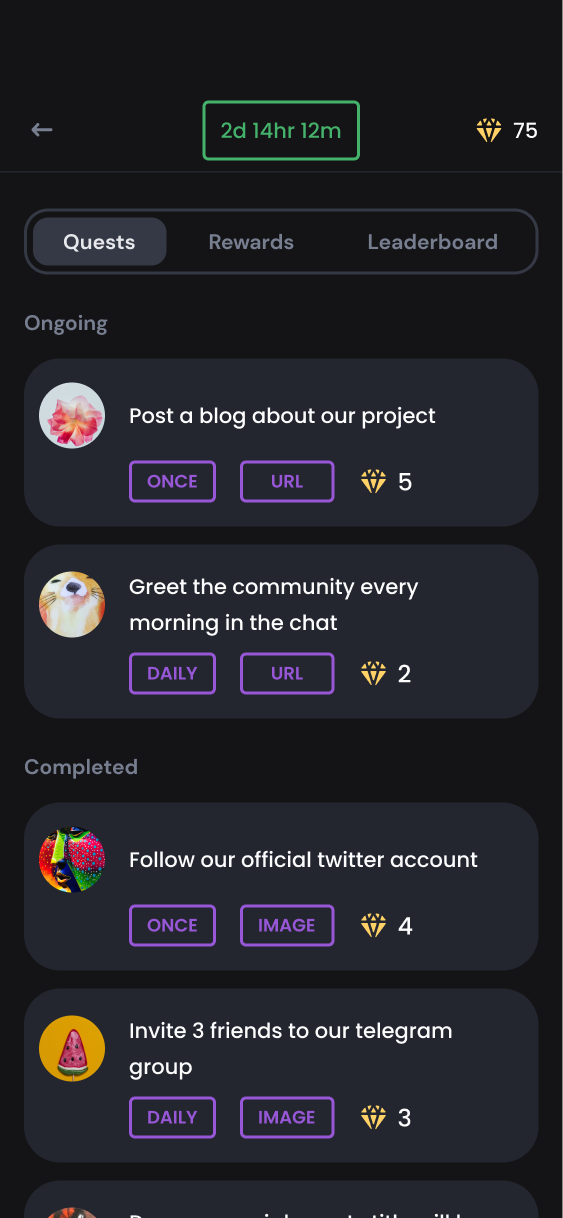 2d 14hr 12m
75
Quests Rewards Leaderboard
Ongoing
Post a blog about our project
ONCE URL 5
Greet the community every
morning in the chat
DAILY URL 2
Completed
Follow our official twitter account
ONCE IMAGE 4
Invite 3 friends to our telegram
group
DAILY IMAGE 3